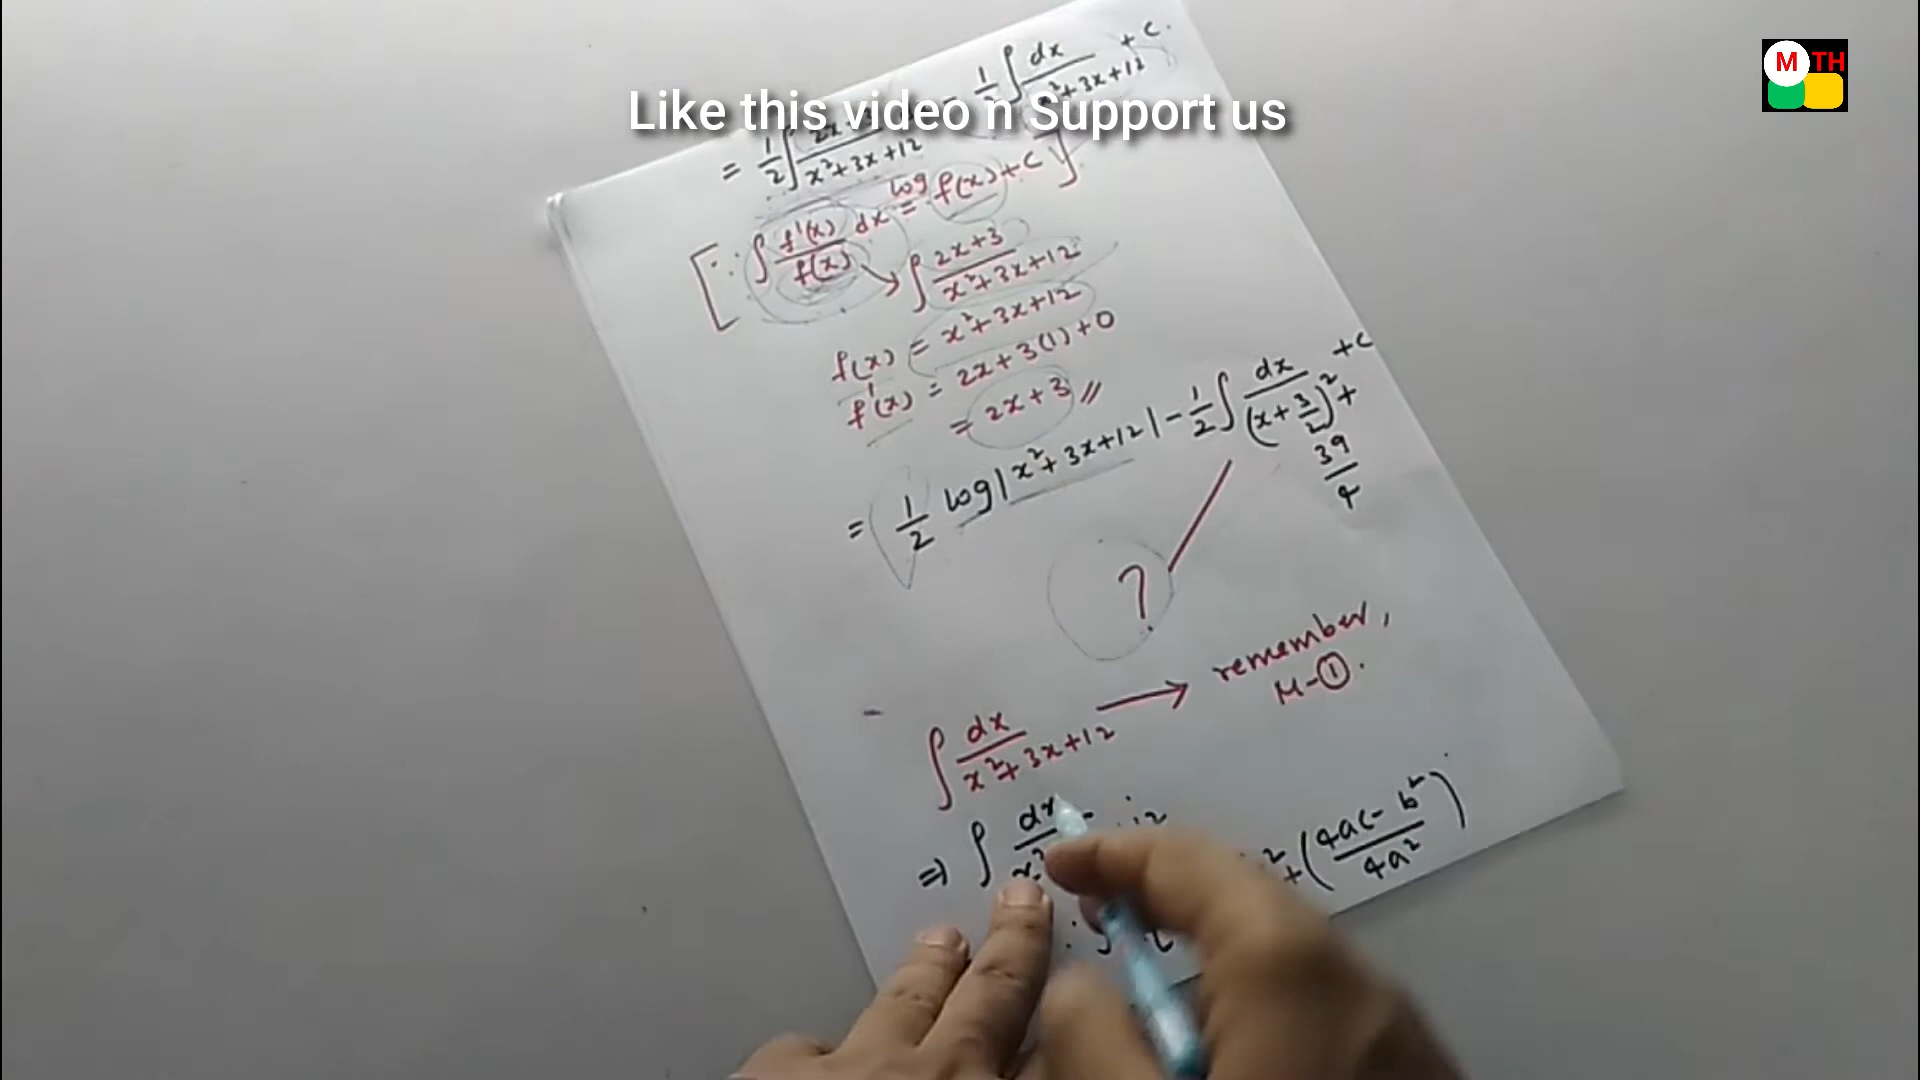 Like this video n Support us
M TH
- 1/2 ∫ dx / x²+3x+12 + c.
= 1/2 ∫ 2x / x²+3x+12
[∵ ∫ f'(x)/f(x) dx = log f(x) + c]
→ ∫ 2x+3 / x²+3x+12
f(x) = x²+3x+12
f'(x) = 2x+3(1)+0
= 2x+3 //
= 1/2 log|x²+3x+12| - 1/2 ∫ dx / (x+3/2)²+39/4 + c
?
∫ dx / x²+3x+12 → remember,
M-①.
⇒ ∫ dx / x²
12
² + (4ac-b² / 4a²)